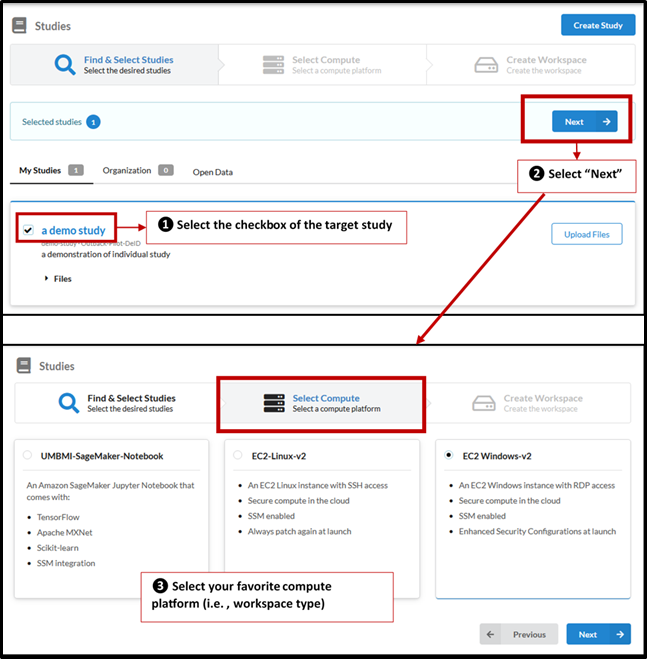 Studies
Create Study
Find & Select Studies
Select the desired studies
Select Compute
Select a compute platform
Create Workspace
Create the workspace
Selected studies 1
Next
❷ Select “Next”
My Studies 1 Organization 0 Open Data
a demo study
❶ Select the checkbox of the target study
Upload Files
demo-study · Outback-Pilot-DeID
a demonstration of individual study
Files
Studies
Find & Select Studies
Select the desired studies
Select Compute
Select a compute platform
Create Workspace
Create the workspace
UMBMI-SageMaker-Notebook
An Amazon SageMaker Jupyter Notebook that
comes with:
• TensorFlow
• Apache MXNet
• Scikit-learn
• SSM integration
EC2-Linux-v2
• An EC2 Linux instance with SSH access
• Secure compute in the cloud
• SSM enabled
• Always patch again at launch
EC2 Windows-v2
• An EC2 Windows instance with RDP access
• Secure compute in the cloud
• SSM enabled
• Enhanced Security Configurations at launch
❸ Select your favorite compute
platform (i.e. , workspace type)
Previous
Next